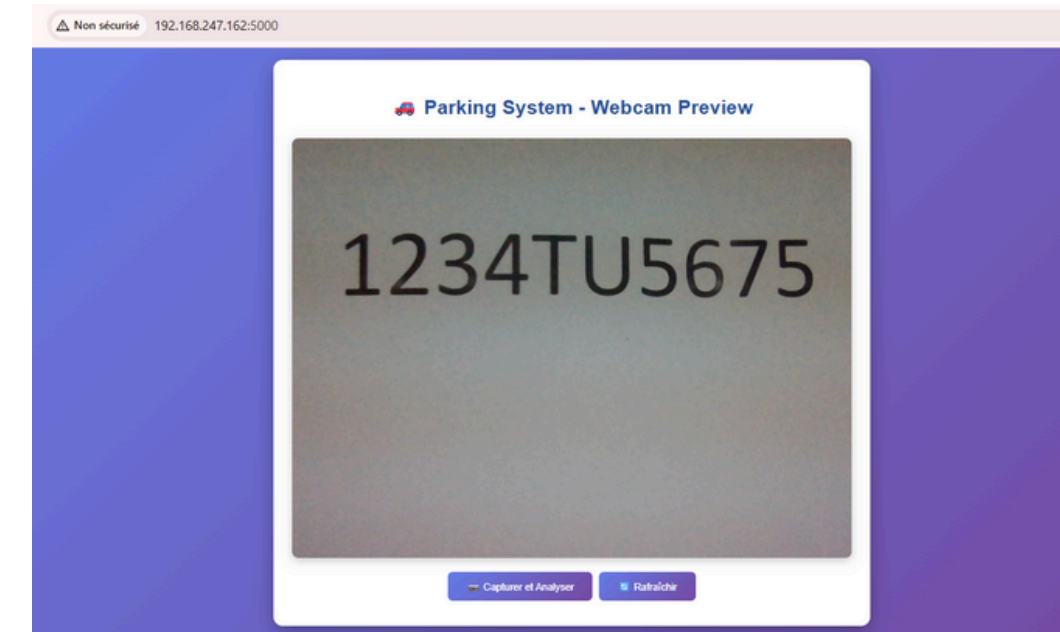 Non sécurisé 192.168.247.162:5000
Parking System - Webcam Preview
1234TU5675
Capturer et Analyser Rafraîchir